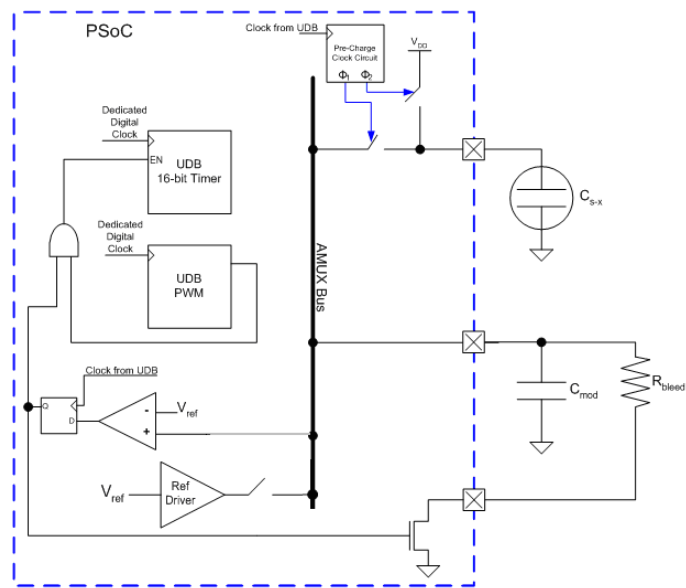 PSoC
Clock from UDB
Pre-Charge
Clock Circuit
Φ1 Φ2
VDD
Dedicated
Digital
Clock
EN
UDB
16-bit Timer
Cs-x
Dedicated
Digital
Clock
UDB
PWM
AMUX Bus
Clock from UDB
Q
D
-
+
Vref
Cmod
Rbleed
Vref
Ref
Driver